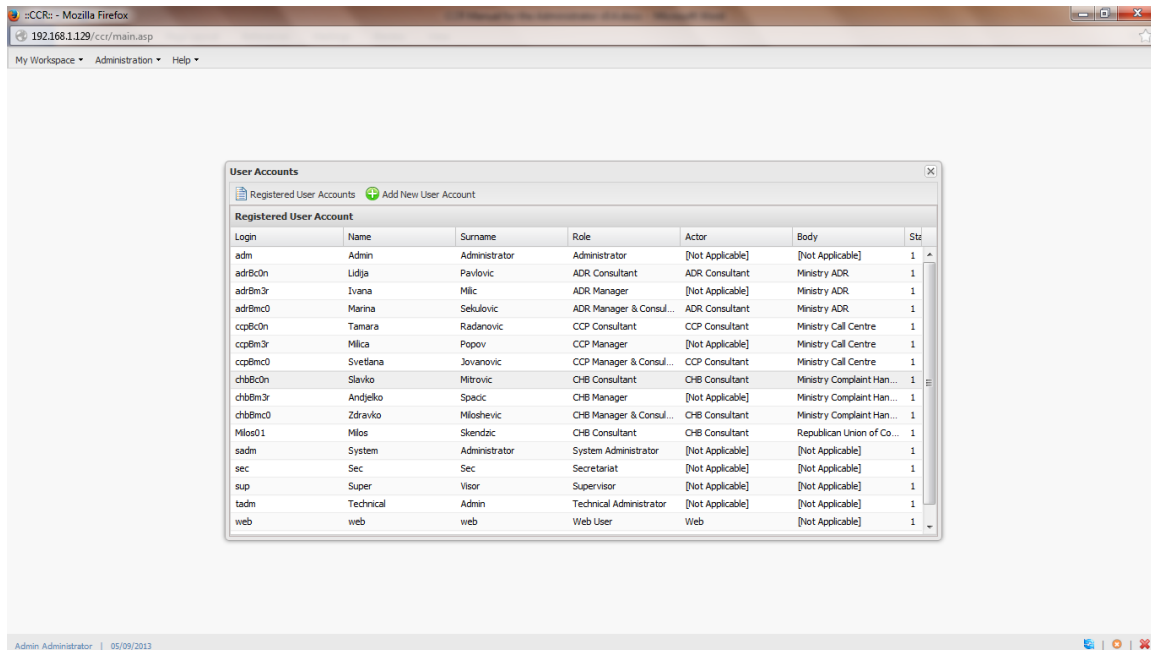 ::CCR:: - Mozilla Firefox
192.168.1.129/ccr/main.asp
My Workspace Administration Help
User Accounts
Registered User Accounts Add New User Account
Registered User Account
Login Name Surname Role Actor Body Sta
adm Admin Administrator Administrator [Not Applicable] [Not Applicable] 1
adrBc0n Lidija Pavlovic ADR Consultant ADR Consultant Ministry ADR 1
adrBm3r Ivana Milic ADR Manager [Not Applicable] Ministry ADR 1
adrBmc0 Marina Sekulovic ADR Manager & Consul... ADR Consultant Ministry ADR 1
ccpBc0n Tamara Radanovic CCP Consultant CCP Consultant Ministry Call Centre 1
ccpBm3r Milica Popov CCP Manager [Not Applicable] Ministry Call Centre 1
ccpBmc0 Svetlana Jovanovic CCP Manager & Consul... CCP Consultant Ministry Call Centre 1
chbBc0n Slavko Mitrovic CHB Consultant CHB Consultant Ministry Complaint Han... 1
chbBm3r Andjelko Spacic CHB Manager [Not Applicable] Ministry Complaint Han... 1
chbBmc0 Zdravko Miloshevic CHB Manager & Consul... CHB Consultant Ministry Complaint Han... 1
Milos01 Milos Skendzic CHB Consultant CHB Consultant Republican Union of Co... 1
sadm System Administrator System Administrator [Not Applicable] [Not Applicable] 1
sec Sec Sec Secretariat [Not Applicable] [Not Applicable] 1
sup Super Visor Supervisor [Not Applicable] [Not Applicable] 1
tadm Technical Admin Technical Administrator [Not Applicable] [Not Applicable] 1
web web web Web User Web [Not Applicable] 1
Admin Administrator | 05/09/2013